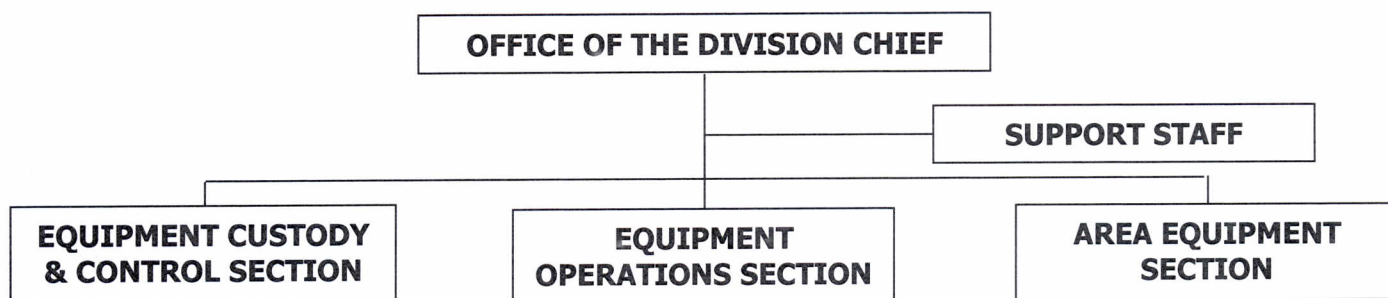 OFFICE OF THE DIVISION CHIEF
SUPPORT STAFF
EQUIPMENT CUSTODY
& CONTROL SECTION
EQUIPMENT
OPERATIONS SECTION
AREA EQUIPMENT
SECTION